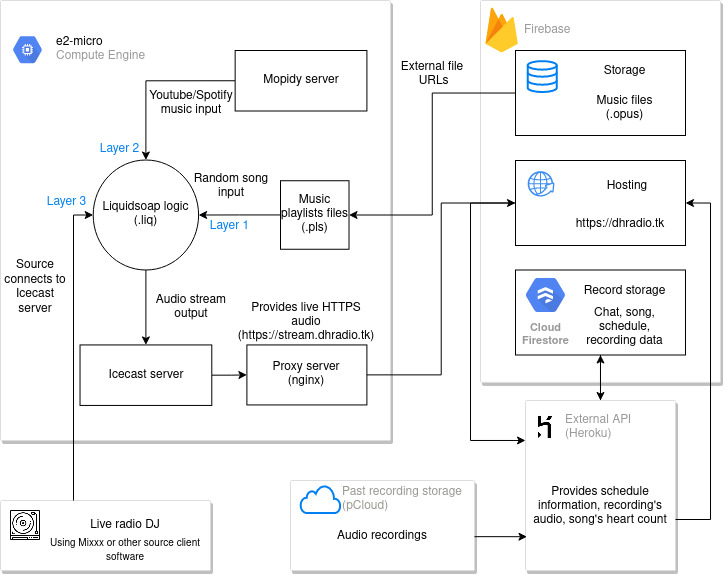 e2-micro
Compute Engine
Mopidy server
Youtube/Spotify
music input
Layer 2
Layer 3
Liquidsoap logic
(.liq)
Random song
input
Layer 1
Music
playlists files
(.pls)
External file
URLs
Source
connects to
Icecast
server
Audio stream
output
Provides live HTTPS
audio
(https://stream.dhradio.tk)
Icecast server
Proxy server
(nginx)
Firebase
Storage
Music files
(.opus)
Hosting
https://dhradio.tk
Record storage
Chat, song,
schedule,
recording data
Cloud
Firestore
External API
(Heroku)
Provides schedule
information, recording's
audio, song's heart count
Past recording storage
(pCloud)
Audio recordings
Live radio DJ
Using Mixxx or other source client
software